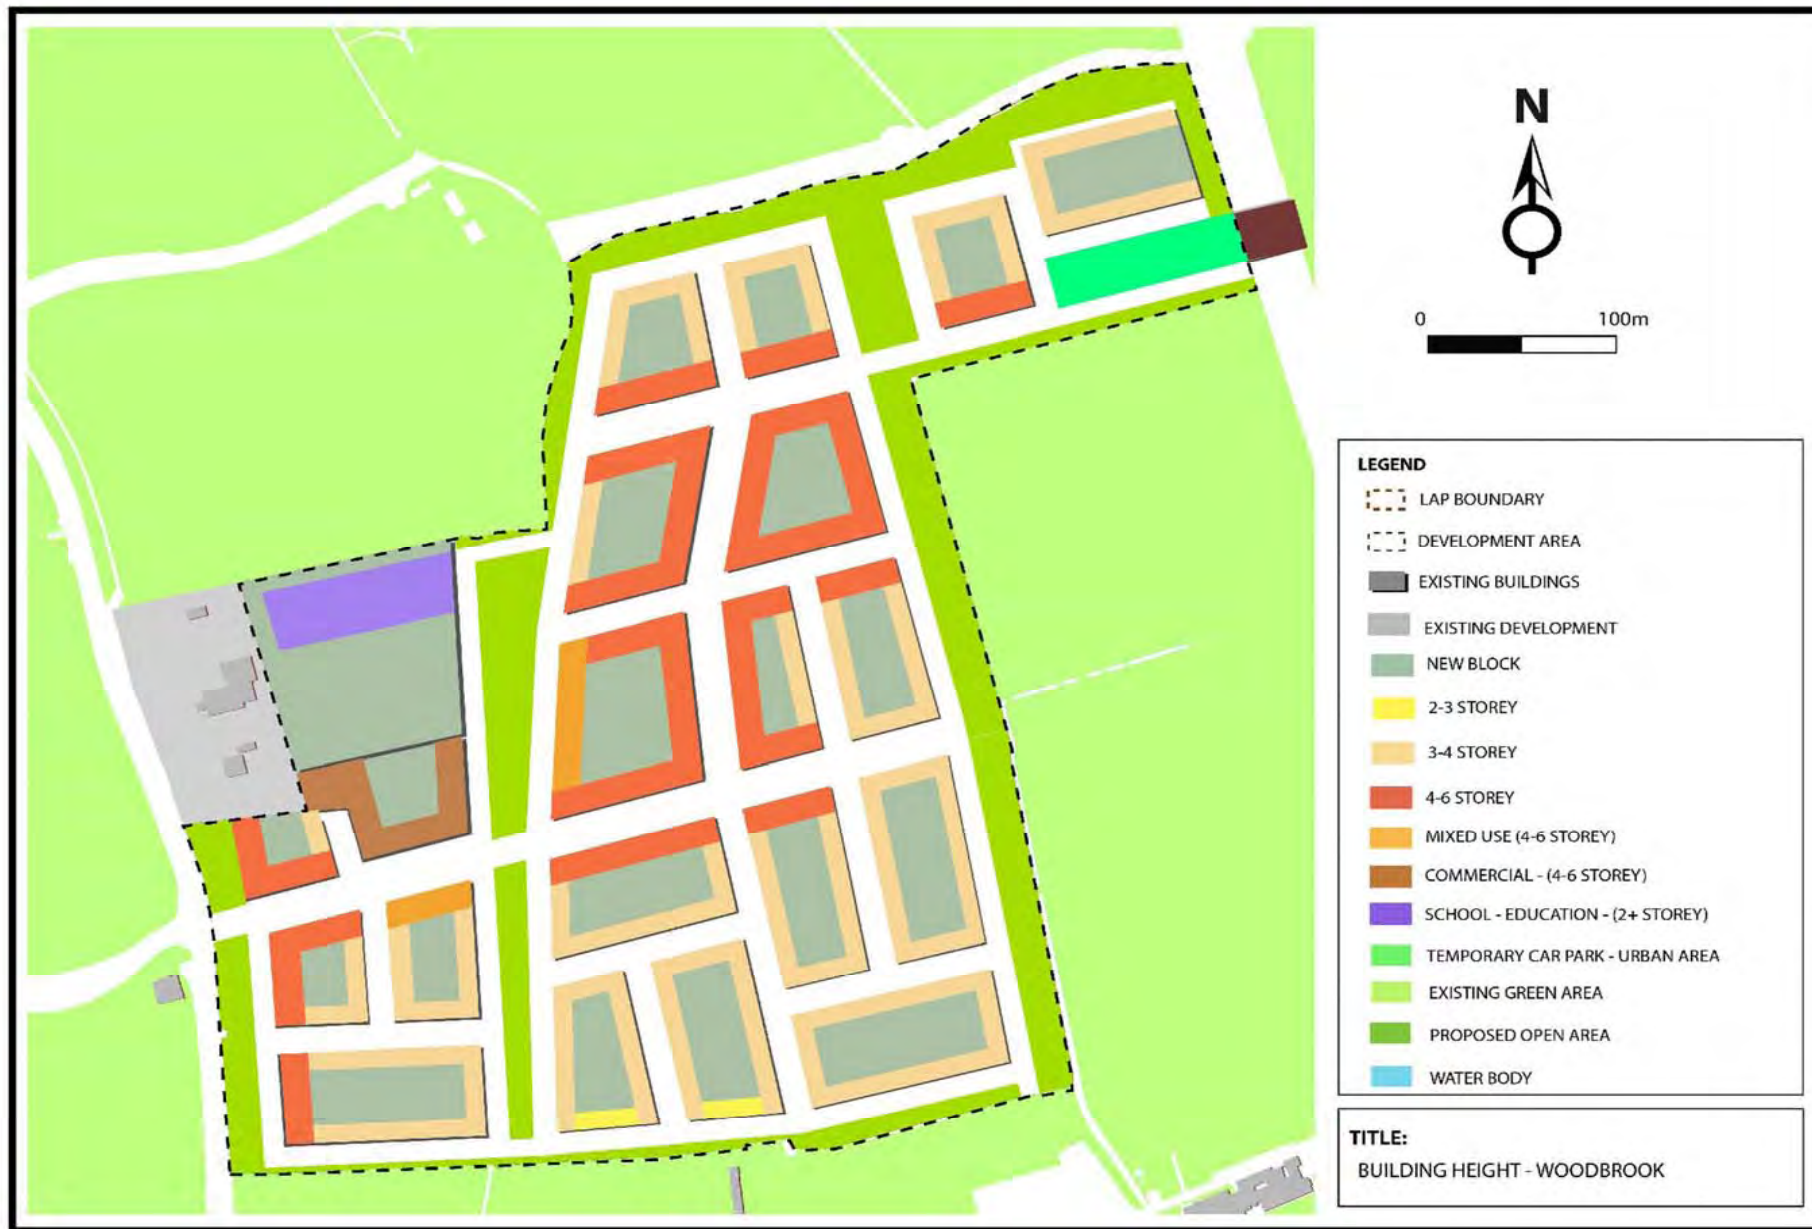 N
0 100m
LEGEND
LAP BOUNDARY
DEVELOPMENT AREA
EXISTING BUILDINGS
EXISTING DEVELOPMENT
NEW BLOCK
2-3 STOREY
3-4 STOREY
4-6 STOREY
MIXED USE (4-6 STOREY)
COMMERCIAL - (4-6 STOREY)
SCHOOL - EDUCATION - (2+ STOREY)
TEMPORARY CAR PARK - URBAN AREA
EXISTING GREEN AREA
PROPOSED OPEN AREA
WATER BODY
TITLE:
BUILDING HEIGHT - WOODBROOK